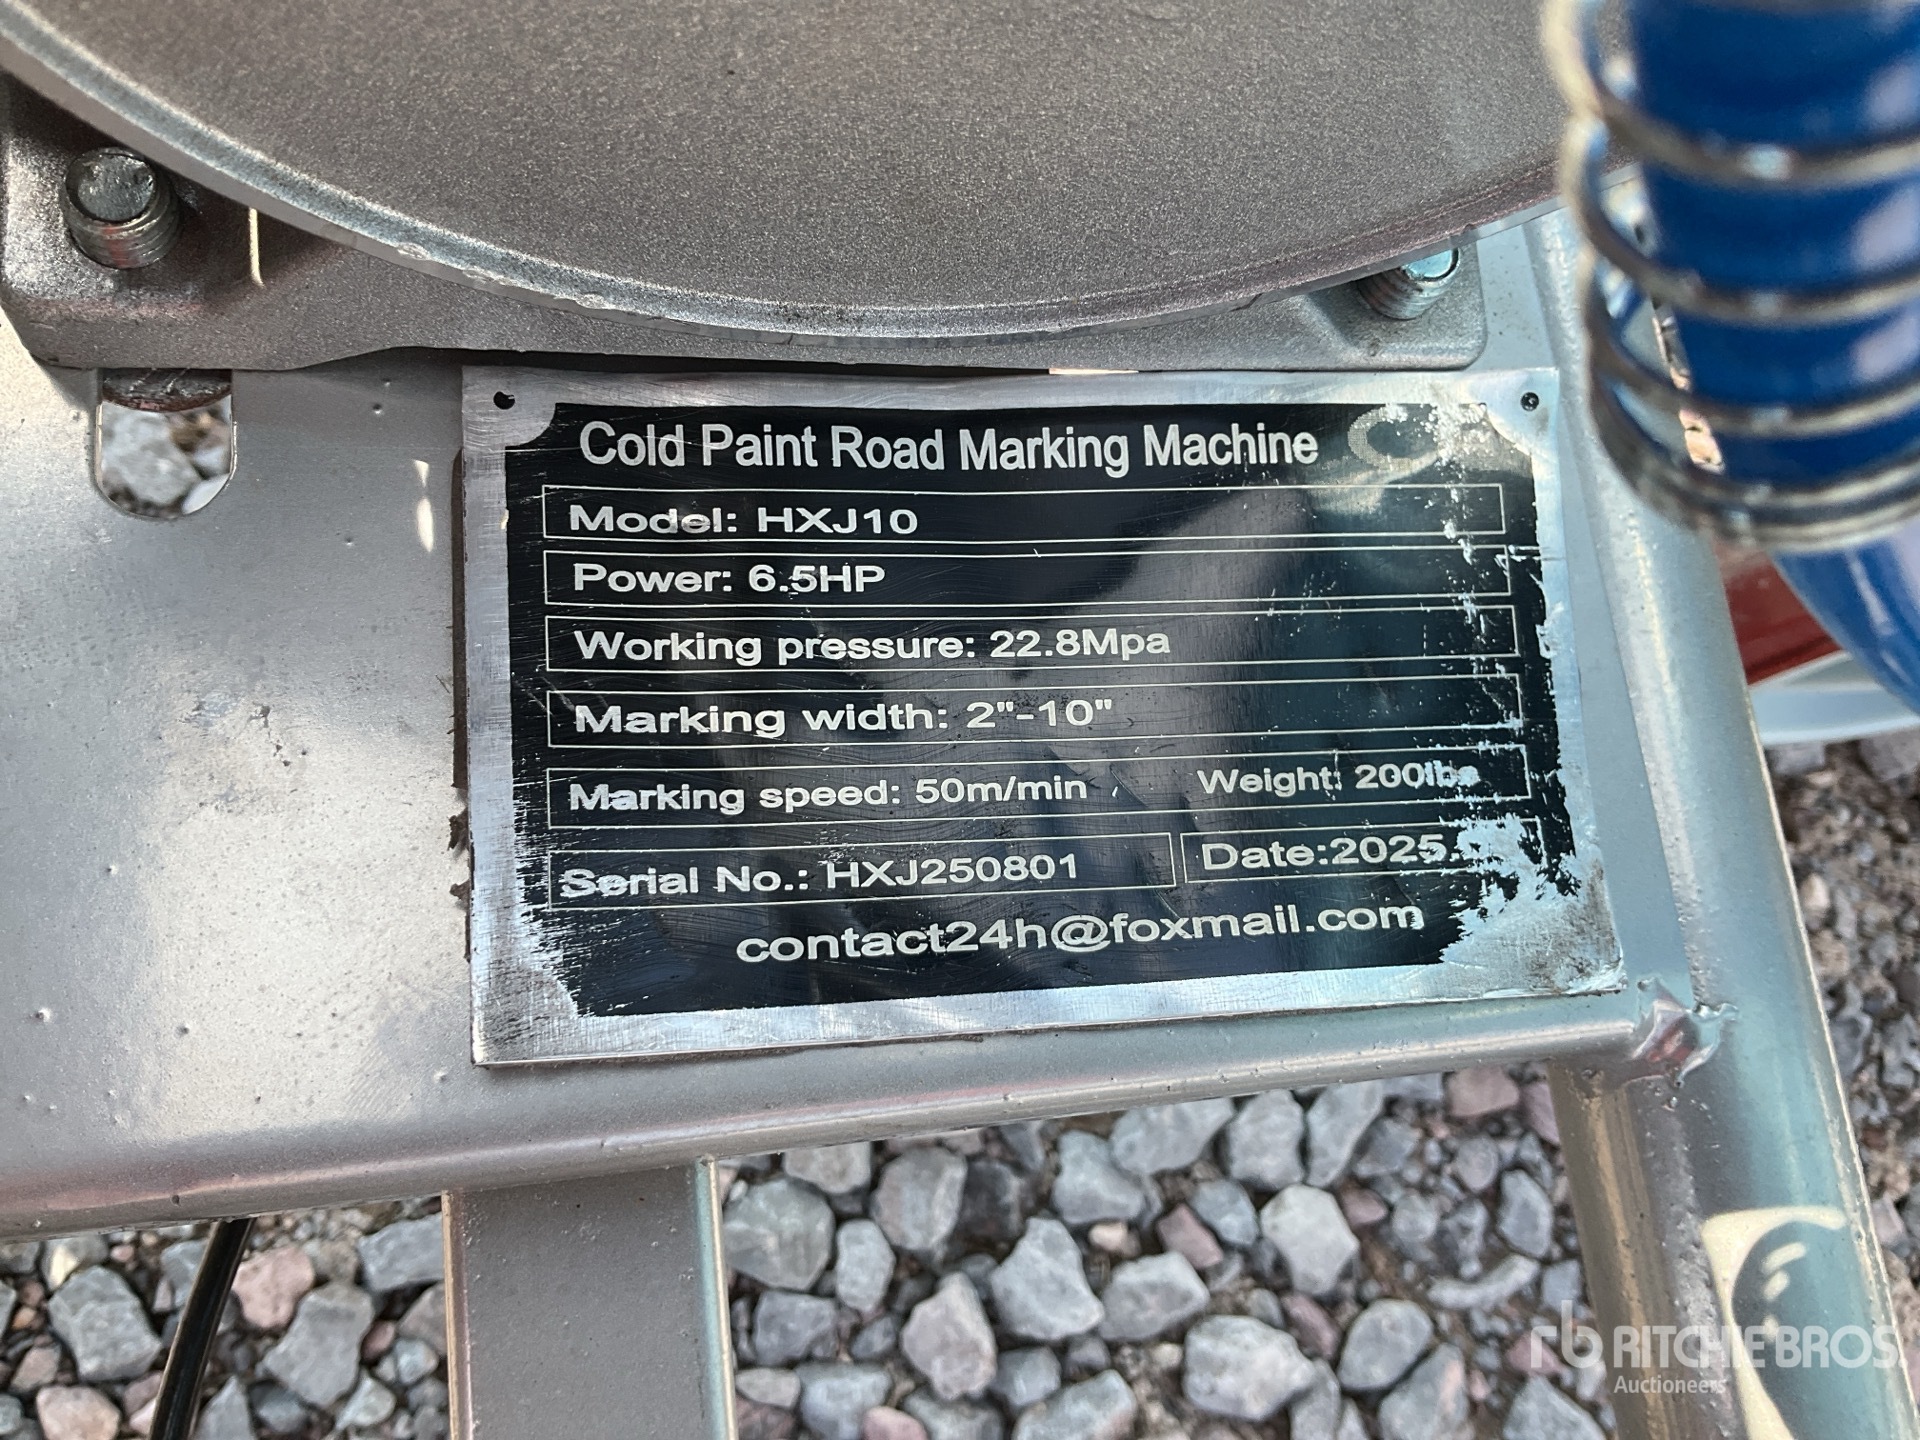 Cold Paint Road Marking Machine
Model: HXJ10
Power: 6.5HP
Working pressure: 22.8Mpa
Marking width: 2"-10"
Marking speed: 50m/min Weight: 200lbs
Serial No.: HXJ250801 Date:2025.
contact24h@foxmail.com
rb RITCHIE BROS.
Auctioneers